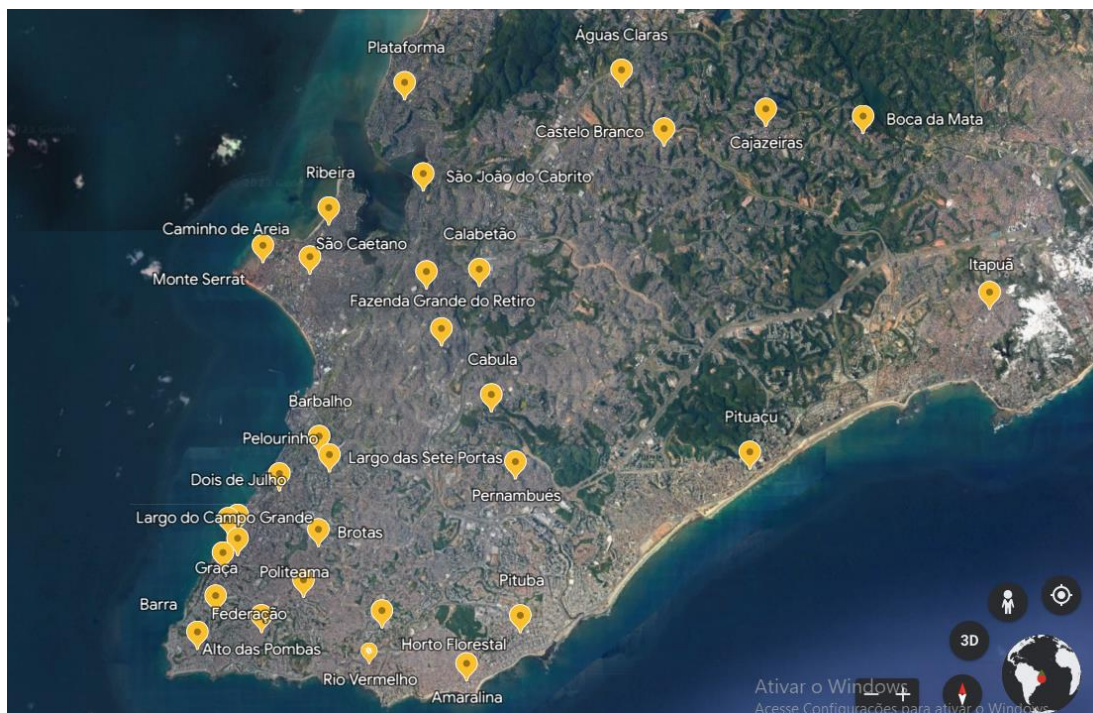 Águas Claras
Plataforma
Castelo Branco
Boca da Mata
Cajazeiras
Ribeira
São João do Cabrito
Caminho de Areia
São Caetano
Calabetão
Monte Serrat
Itapuã
Fazenda Grande do Retiro
Cabula
Barbalho
Pituaçu
Pelourinho
Largo das Sete Portas
Dois de Julho
Pernambués
Largo do Campo Grande
Brotas
Graça
Politeama
Pituba
Barra
Federação
Alto das Pombas
Horto Florestal
Rio Vermelho
Amaralina
3D
Ativar o Windows
Acesse Configurações para ativar o Windows.